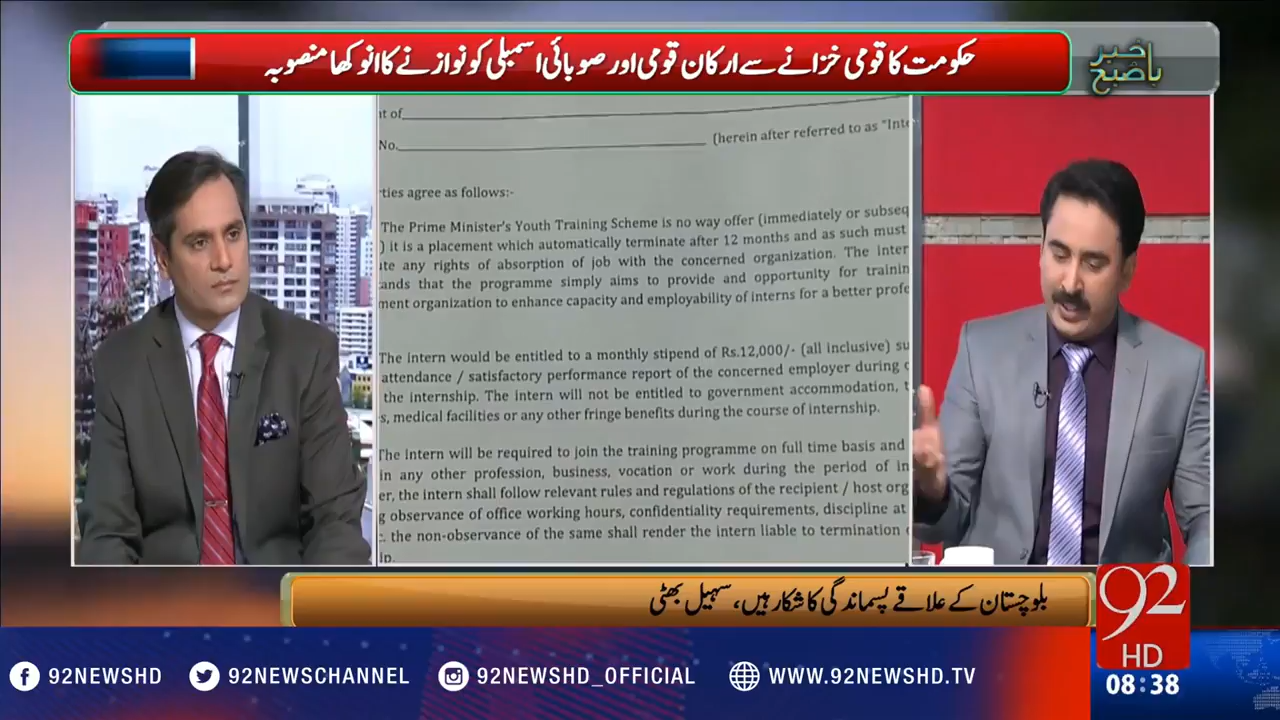 حکومت کا قومی خزانے سے ارکان قومی اور صوبائی اسمبلی کو نوازنے کا انوکھا منصوبہ
باخبر
صبح
nt of
No. (herein after referred to as "Inte
ties agree as follows:-
The Prime Minister's Youth Training Scheme is no way offer (immediately or subseq
) it is a placement which automatically terminate after 12 months and as such must
ate any rights of absorption of job with the concerned organization. The inter
ands that the programme simply aims to provide and opportunity for trainin
ment organization to enhance capacity and employability of interns for a better profe
The intern would be entitled to a monthly stipend of Rs.12,000/- (all inclusive) su
attendance / satisfactory performance report of the concerned employer during
the internship. The intern will not be entitled to government accommodation, t
s, medical facilities or any other fringe benefits during the course of internship.
The intern will be required to join the training programme on full time basis and
in any other profession, business, vocation or work during the period of in
er, the intern shall follow relevant rules and regulations of the recipient / host org
g observance of office working hours, confidentiality requirements, discipline at
. the non-observance of the same shall render the intern liable to termination
ip.
بلوچستان کے علاقے پسماندگی کا شکار ہیں، سہیل بھٹی
92
HD
08:38
92NEWSHD 92NEWSCHANNEL 92NEWSHD_OFFICIAL WWW.92NEWSHD.TV